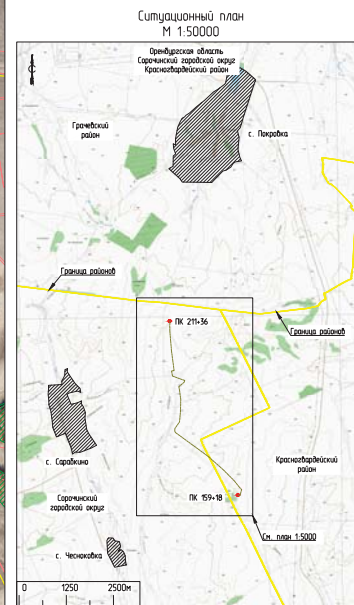 Ситуационный план
М 1:50000
Оренбургская область
Сорочинский городской округ
Красногвардейский район
С
Грачевский
район
с. Покровка
Граница районов
ПК 211+36
Граница районов
с. Сарабкино
Красногвардейский
район
ПК 159+18
Сорочинский
городской округ
См. план 1:5000
с. Чесноковка
0 1250 2500м